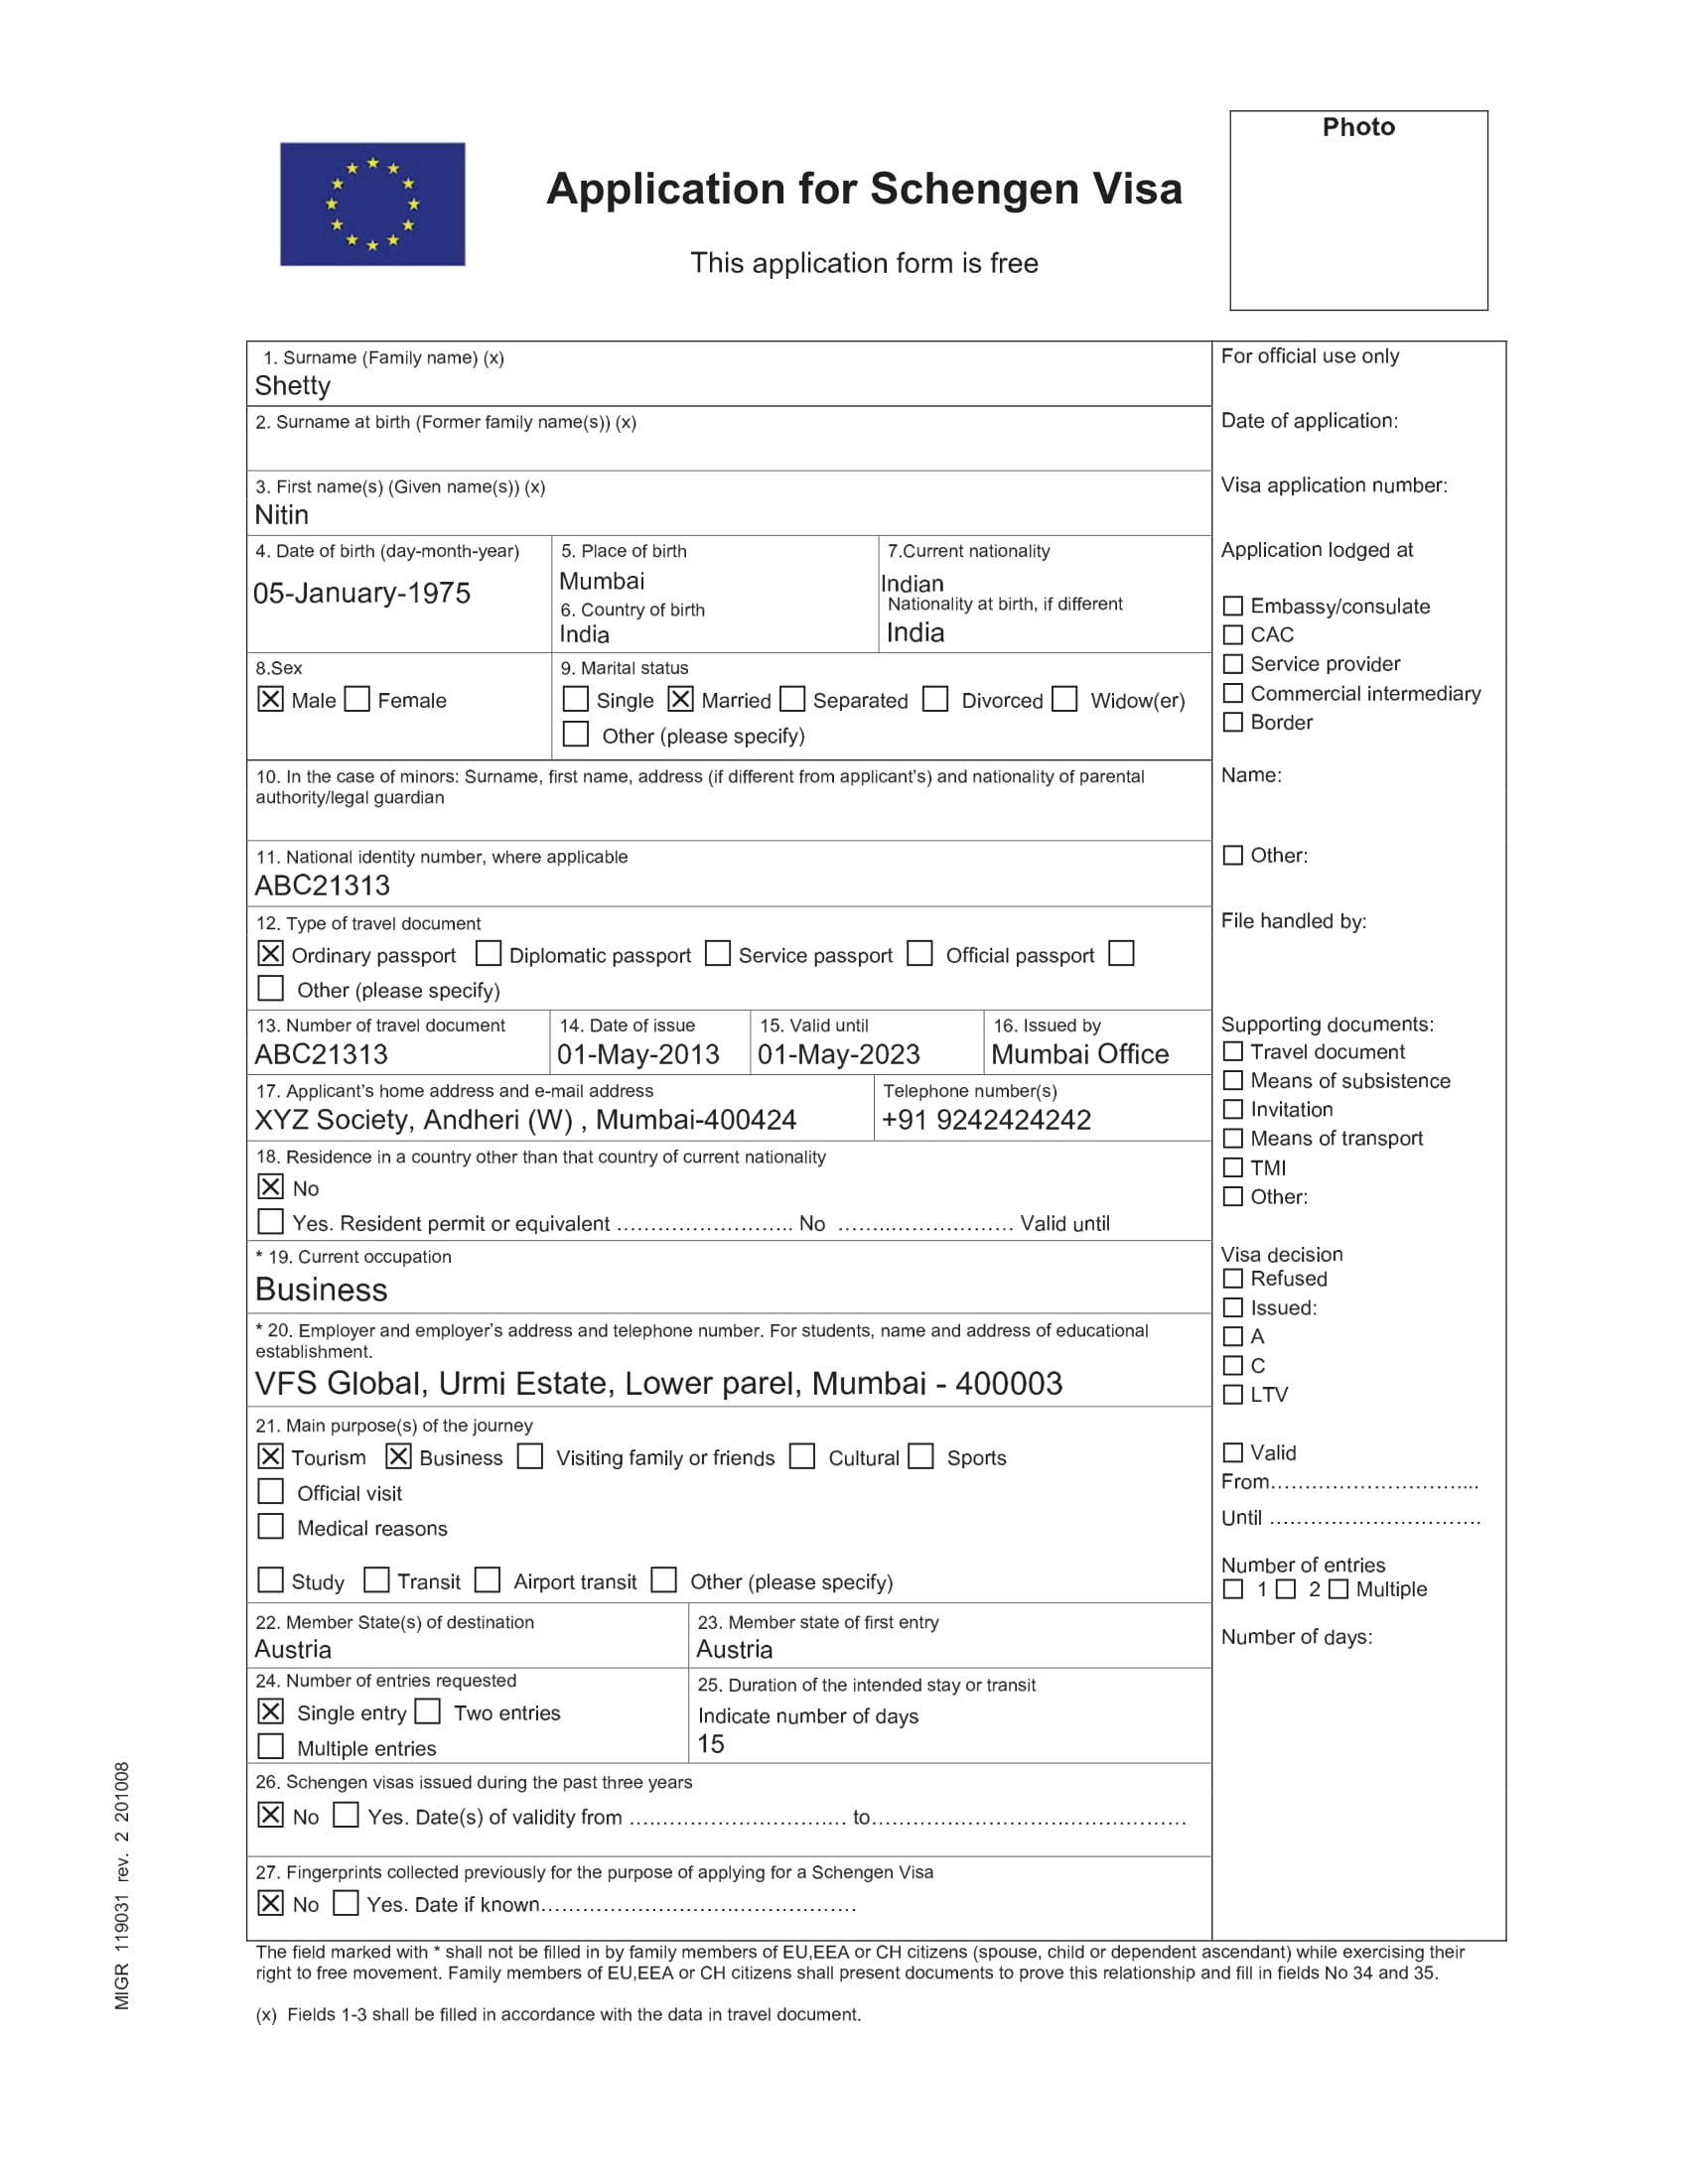 Photo
Application for Schengen Visa
This application form is free
1. Surname (Family name) (x)
Shetty
2. Surname at birth (Former family name(s)) (x)
3. First name(s) (Given name(s)) (x)
Nitin
4. Date of birth (day-month-year)
05-January-1975
5. Place of birth
Mumbai
6. Country of birth
India
7.Current nationality
Indian
Nationality at birth, if different
India
8.Sex
Male Female
9. Marital status
Single Married Separated Divorced Widow(er)
Other (please specify)
10. In the case of minors: Surname, first name, address (if different from applicant's) and nationality of parental
authority/legal guardian
11. National identity number, where applicable
ABC21313
12. Type of travel document
Ordinary passport Diplomatic passport Service passport Official passport
Other (please specify)
13. Number of travel document
ABC21313
14. Date of issue
01-May-2013
15. Valid until
01-May-2023
16. Issued by
Mumbai Office
17. Applicant's home address and e-mail address
XYZ Society, Andheri (W) , Mumbai-400424
Telephone number(s)
+91 9242424242
18. Residence in a country other than that country of current nationality
No
Yes. Resident permit or equivalent ............................ No ............................ Valid until
* 19. Current occupation
Business
* 20. Employer and employer's address and telephone number. For students, name and address of educational
establishment.
VFS Global, Urmi Estate, Lower parel, Mumbai - 400003
21. Main purpose(s) of the journey
Tourism Business Visiting family or friends Cultural Sports
Official visit
Medical reasons
Study Transit Airport transit Other (please specify)
22. Member State(s) of destination
Austria
23. Member state of first entry
Austria
24. Number of entries requested
Single entry Two entries
Multiple entries
25. Duration of the intended stay or transit
Indicate number of days
15
26. Schengen visas issued during the past three years
No Yes. Date(s) of validity from ................................ to................................................
27. Fingerprints collected previously for the purpose of applying for a Schengen Visa
No Yes. Date if known................................................
For official use only
Date of application:
Visa application number:
Application lodged at
Embassy/consulate
CAC
Service provider
Commercial intermediary
Border
Name:
Other:
File handled by:
Supporting documents:
Travel document
Means of subsistence
Invitation
Means of transport
TMI
Other:
Visa decision
Refused
Issued:
A
C
LTV
Valid
From................................
Until ................................
Number of entries
1 2 Multiple
Number of days:
The field marked with * shall not be filled in by family members of EU,EEA or CH citizens (spouse, child or dependent ascendant) while exercising their
right to free movement. Family members of EU,EEA or CH citizens shall present documents to prove this relationship and fill in fields No 34 and 35.
(x) Fields 1-3 shall be filled in accordance with the data in travel document.
MIGR 119031 rev. 2 201008